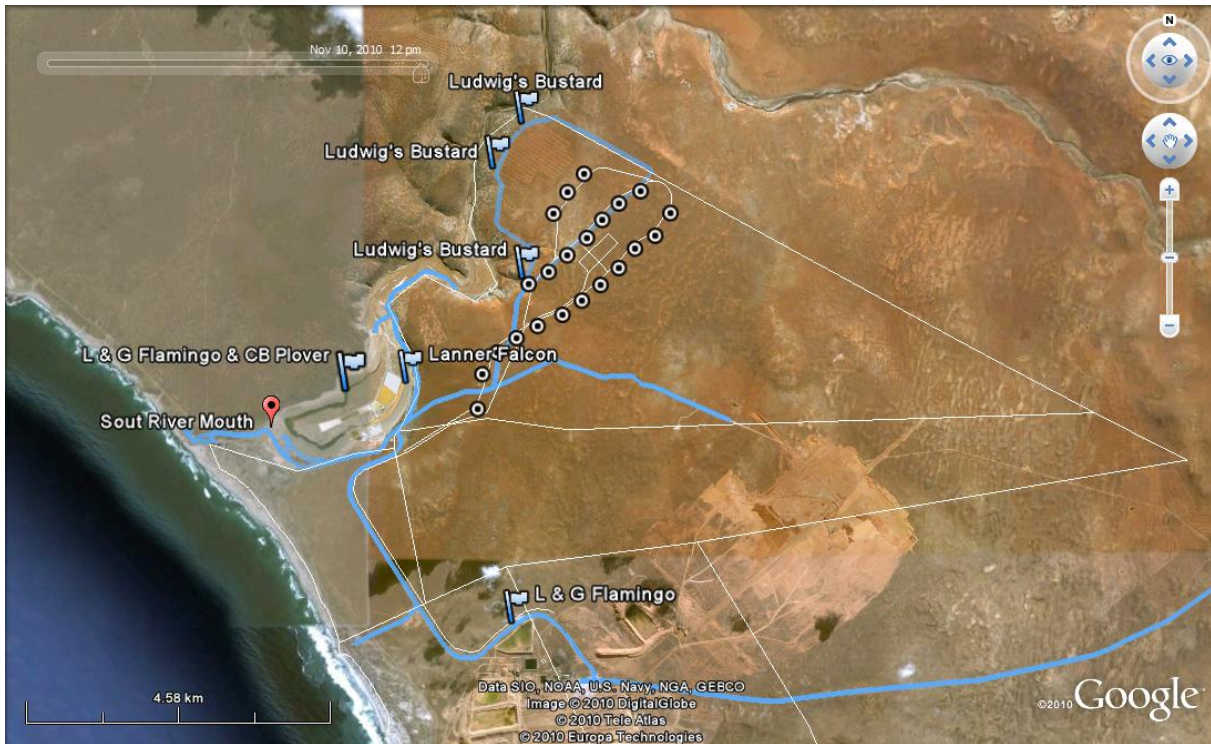 Nov 10, 2010 12 pm
N
Ludwig's Bustard
Ludwig's Bustard
Ludwig's Bustard
L & G Flamingo & CB Plover
Lanner Falcon
Sout River Mouth
L & G Flamingo
4.58 km
Data SIO, NOAA, U.S. Navy, NGA, GEBCO
Image © 2010 DigitalGlobe
© 2010 Tele Atlas
© 2010 Europa Technologies
©2010 Google